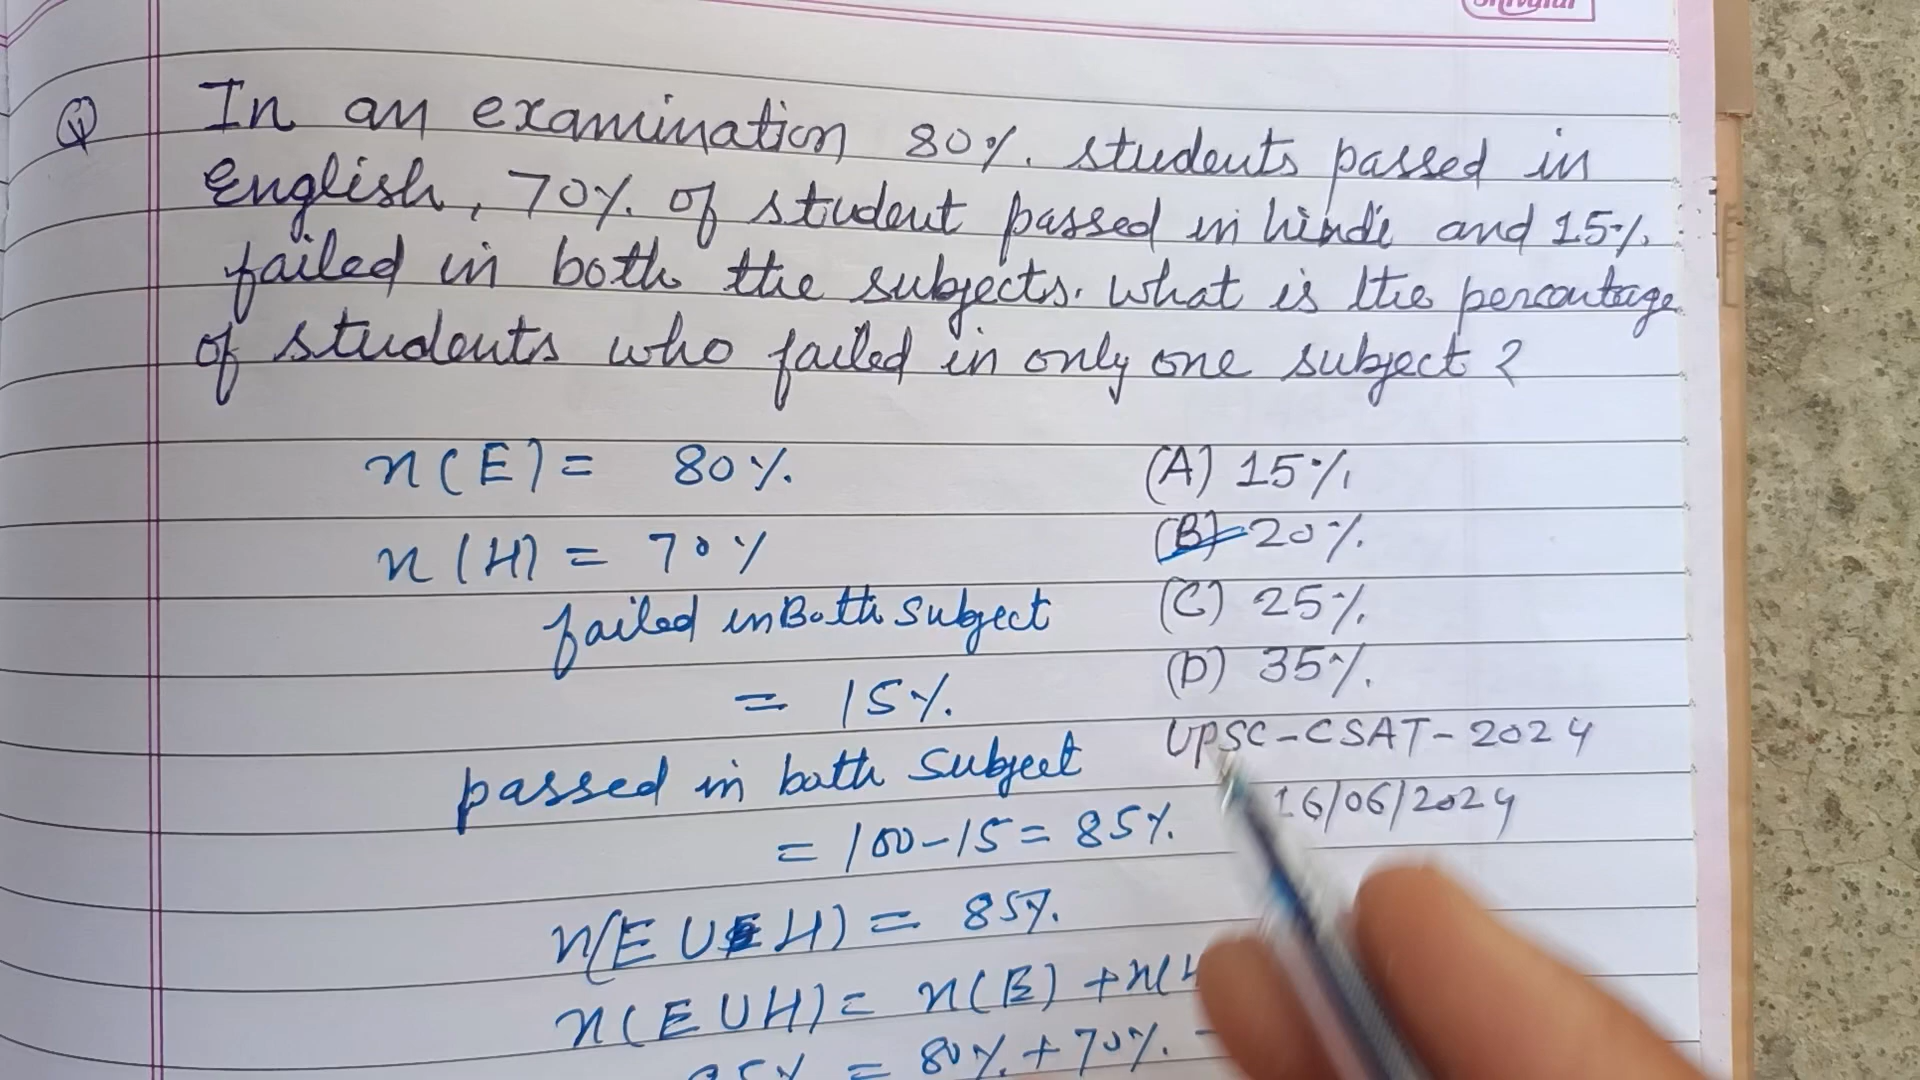 Shivalal
Q In an examination 80%. students passed in
English, 70%. of student passed in hindi and 15%.
failed in both the subjects. what is the percentage
of students who failed in only one subject?
n(E) = 80%. (A) 15%.
n(H) = 70% (B) 20%.
failed in Both Subject (C) 25%.
= 15%. (D) 35%.
passed in both Subject UPSC-CSAT-2024
= 100-15 = 85%. 16/06/2024
n(E U H) = 85%.
n(E U H) = n(E) + n(H
85% = 80%. + 70%. -